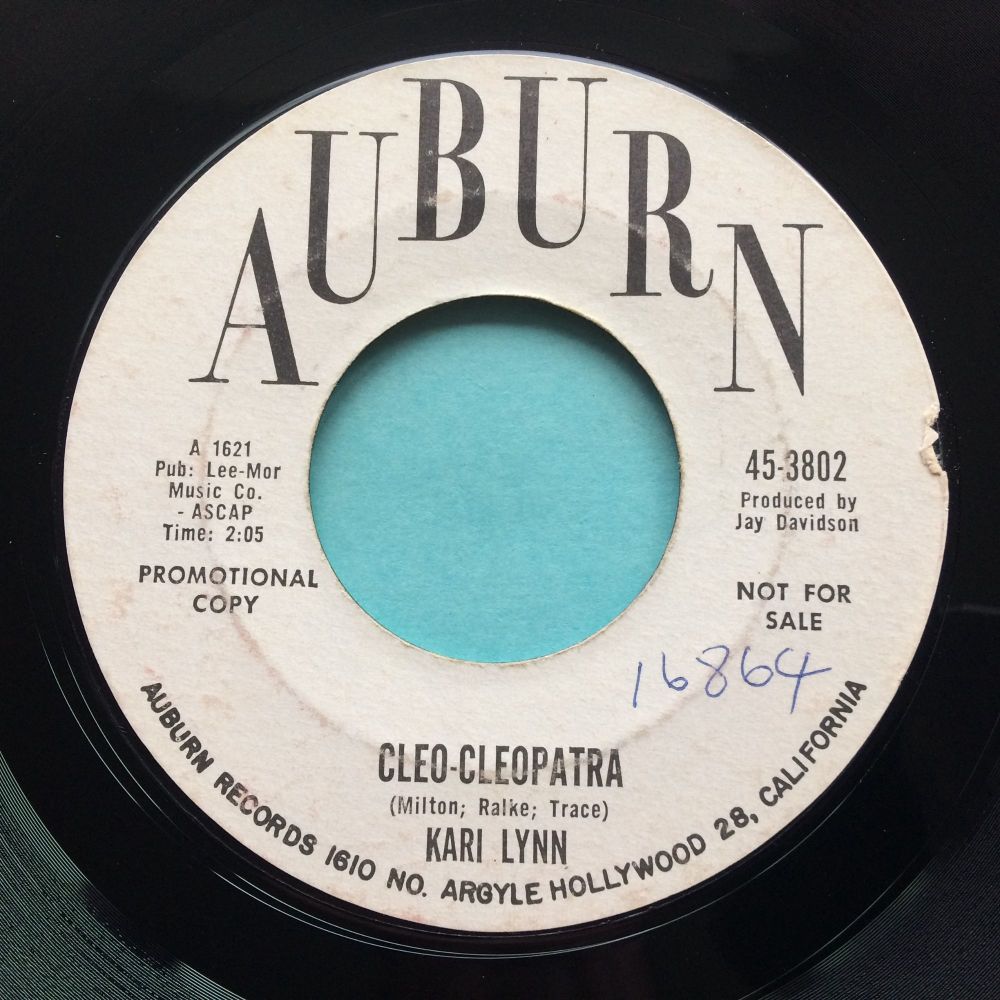 AUBURN
A 1621
Pub: Lee-Mor
Music Co.
- ASCAP
Time: 2:05
PROMOTIONAL
COPY
45-3802
Produced by
Jay Davidson
NOT FOR
SALE
16864
CLEO-CLEOPATRA
(Milton; Ralke; Trace)
KARI LYNN
AUBURN RECORDS 1610 NO. ARGYLE HOLLYWOOD 28, CALIFORNIA